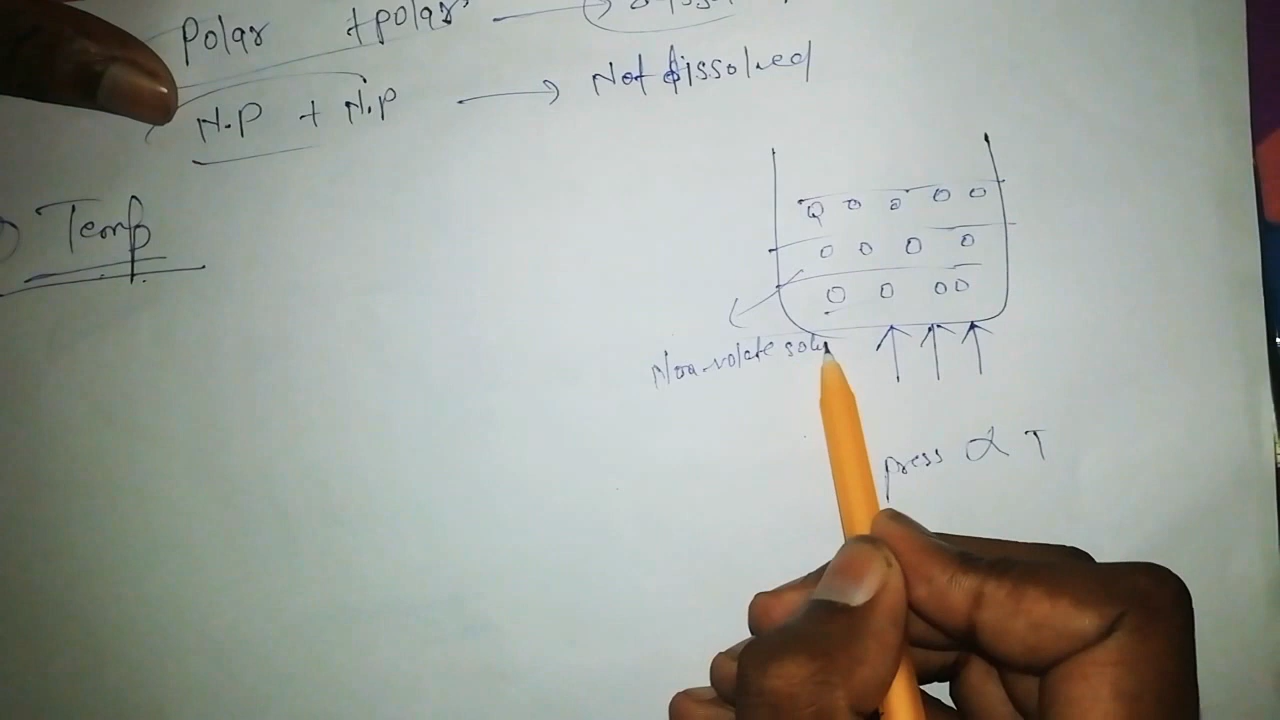 Polar + polar
N.P + N.P → Not dissolved
Temp
Non-volate solu
press ∝ T